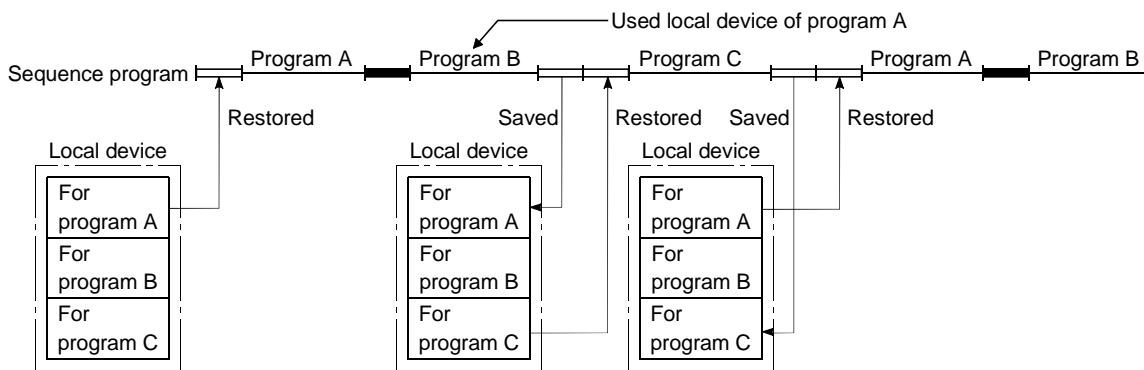 Used local device of program A
Sequence program
Program A
Program B
Program C
Program A
Program B
Restored
Saved
Restored
Saved
Restored
Local device
Local device
Local device
For
program A
For
program B
For
program C
For
program A
For
program B
For
program C
For
program A
For
program B
For
program C